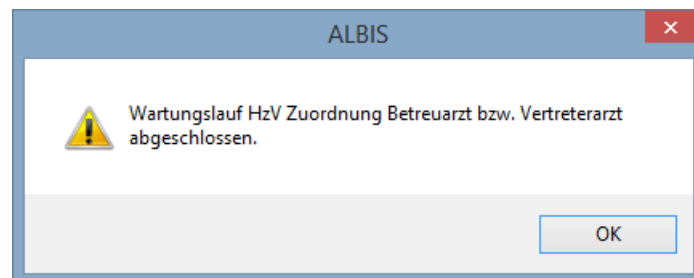 ALBIS
Wartungslauf HzV Zuordnung Betreuarzt bzw. Vertreterarzt
abgeschlossen.
OK